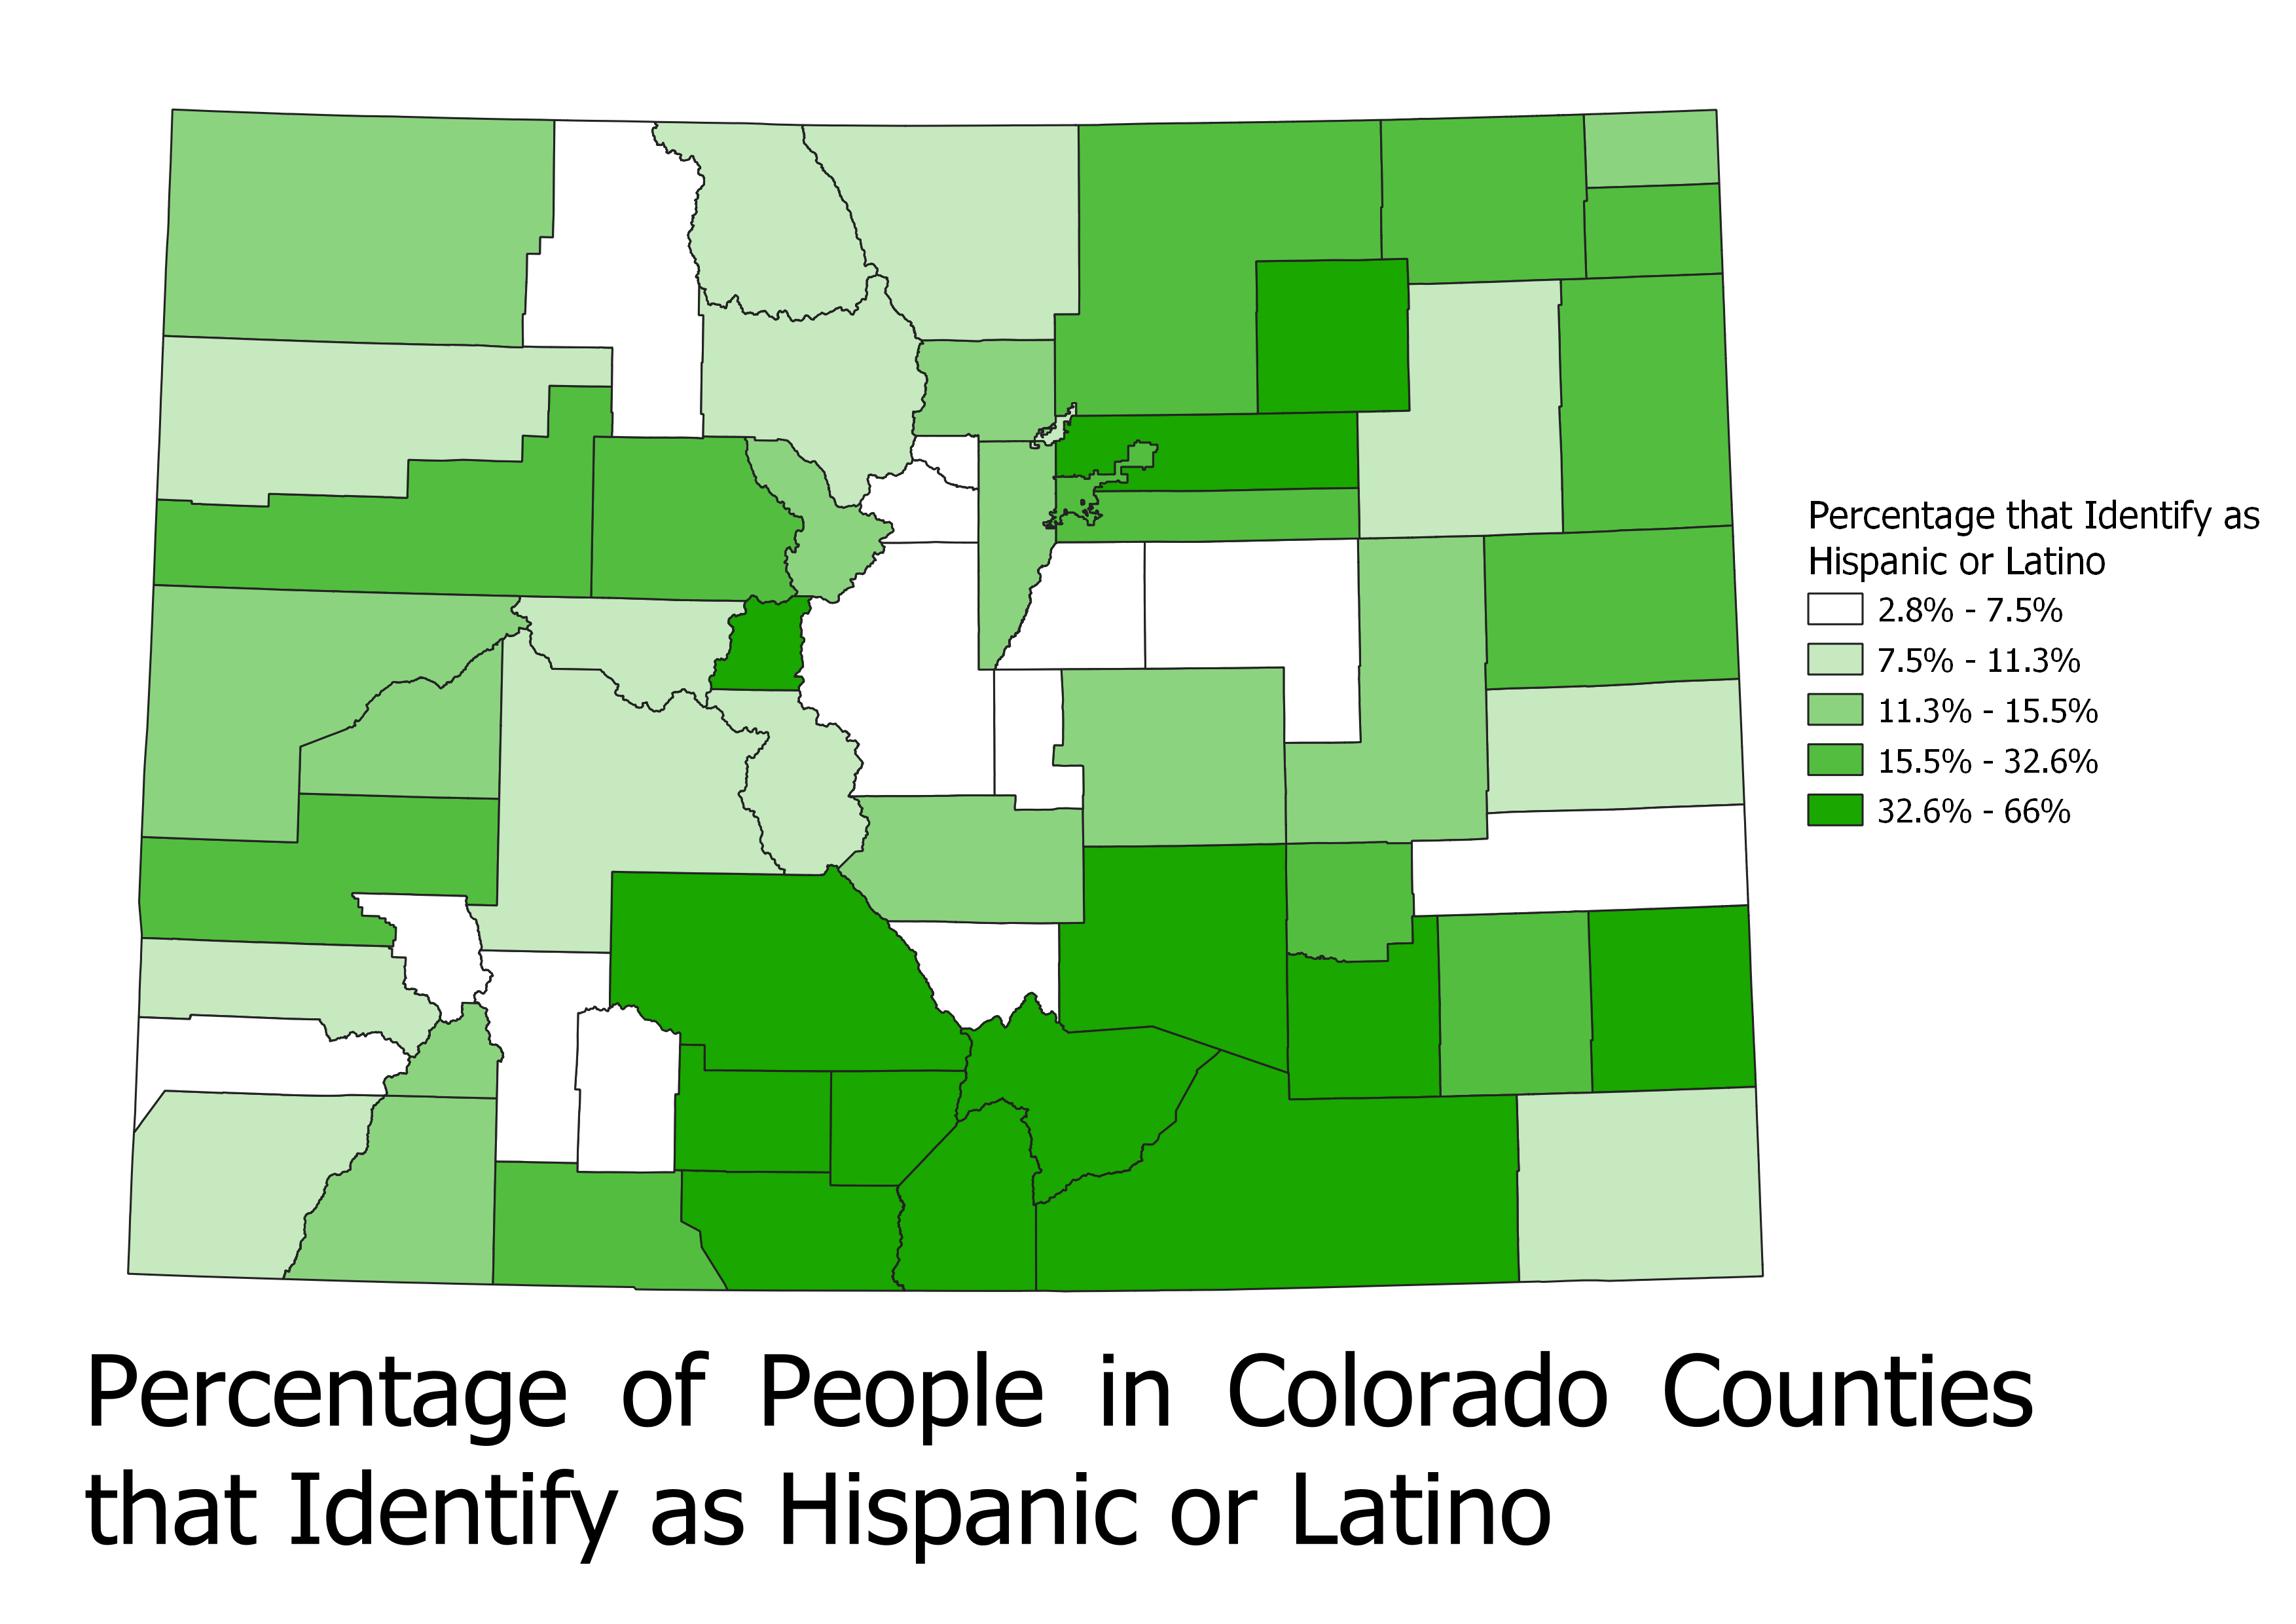 Percentage that Identify as
Hispanic or Latino
2.8% - 7.5%
7.5% - 11.3%
11.3% - 15.5%
15.5% - 32.6%
32.6% - 66%
Percentage of People in Colorado Counties
that Identify as Hispanic or Latino